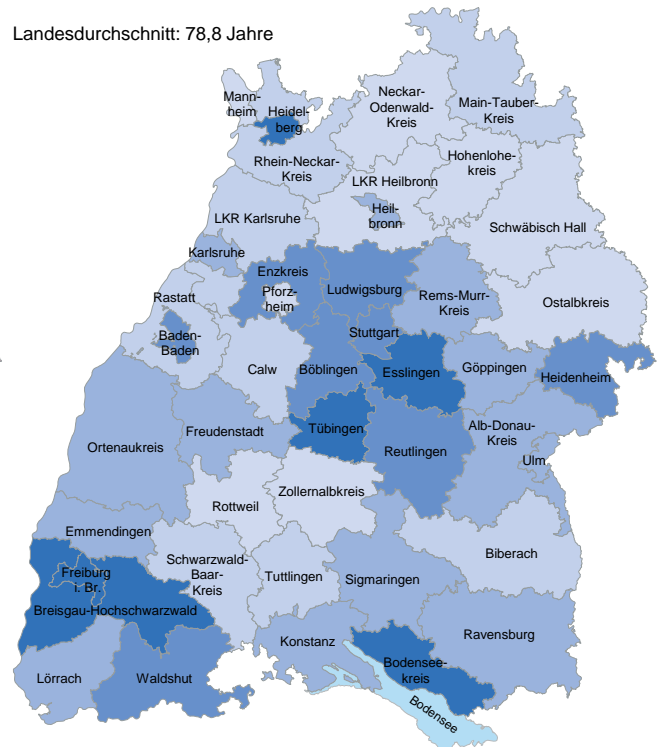 Landesdurchschnitt: 78,8 Jahre
Mann-
heim
Heidel-
berg
Neckar-
Odenwald-
Kreis
Main-Tauber-
Kreis
Rhein-Neckar-
Kreis
Hohenlohe-
kreis
LKR Heilbronn
Heil-
bronn
LKR Karlsruhe
Schwäbisch Hall
Karlsruhe
Enzkreis
Pforz-
heim
Ludwigsburg
Rems-Murr-
Kreis
Rastatt
Ostalbkreis
Baden-
Baden
Stuttgart
Calw
Böblingen
Esslingen
Göppingen
Heidenheim
Ortenaukreis
Freudenstadt
Tübingen
Reutlingen
Alb-Donau-
Kreis
Ulm
Rottweil
Zollernalbkreis
Emmendingen
Schwarzwald-
Baar-
Kreis
Tuttlingen
Sigmaringen
Biberach
Freiburg
i. Br.
Breisgau-Hochschwarzwald
Konstanz
Ravensburg
Lörrach
Waldshut
Bodensee-
kreis
Bodensee